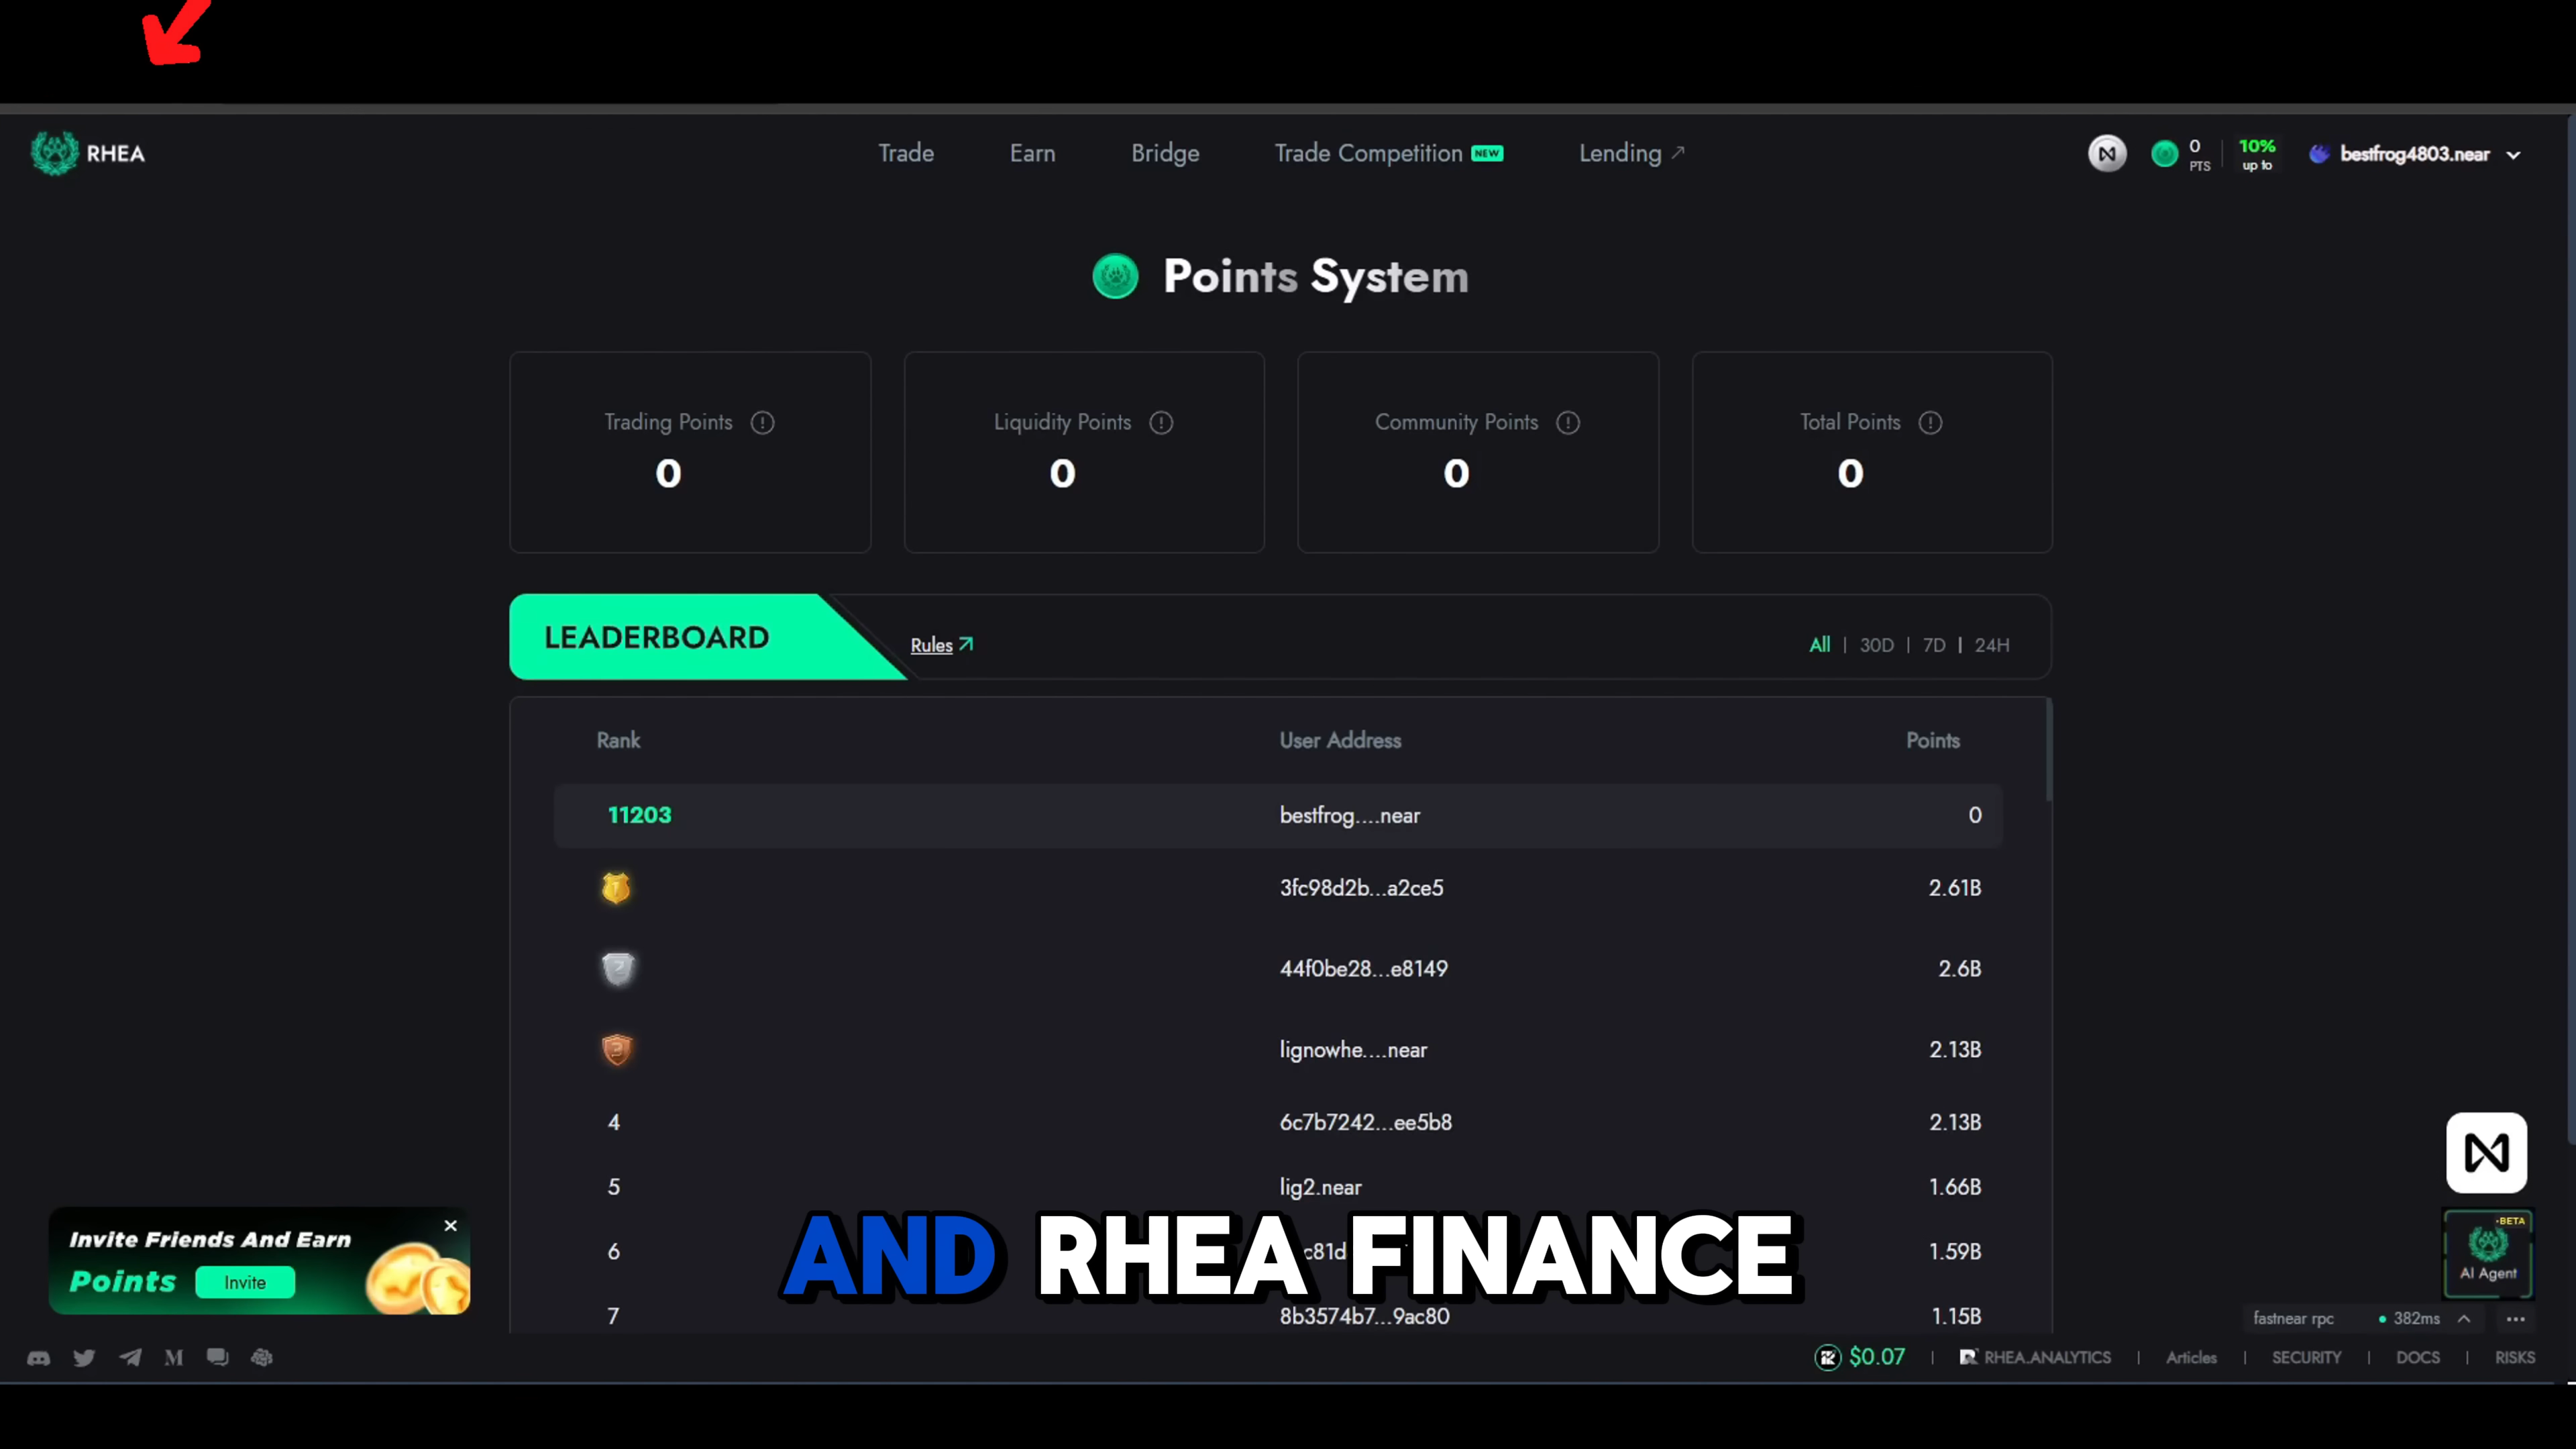 RHEA
Trade Earn Bridge Trade Competition NEW Lending
0 PTS 10% up to bestfrog4803.near
Points System
Trading Points Liquidity Points Community Points Total Points
0 0 0 0
LEADERBOARD Rules All | 30D | 7D | 24H
Rank User Address Points
11203 bestfrog....near 0
1 3fc98d2b...a2ce5 2.61B
2 44f0be28...e8149 2.6B
3 lignowhe....near 2.13B
4 6c7b7242...ee5b8 2.13B
5 lig2.near 1.66B
6 1.59B
7 8b3574b7...9ac80 1.15B
AND RHEA FINANCE
Invite Friends And Earn
Points Invite
BETA
AI Agent
fastnear rpc 382ms
$0.07 | RHEA.ANALYTICS | Articles | SECURITY | DOCS | RISKS